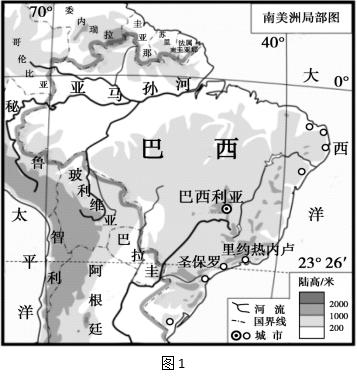 南美洲局部图
70°
40°
0°
23°26′
委内瑞拉
圭亚那
苏里
法属
哥伦比亚
亚马孙河
大西洋
秘鲁
巴西
玻利维亚
巴西利亚
巴拉圭
里约热内卢
圣保罗
太平洋
智利
阿根廷
陆高/米
2000
1000
200
河流
国界线
城市
图1